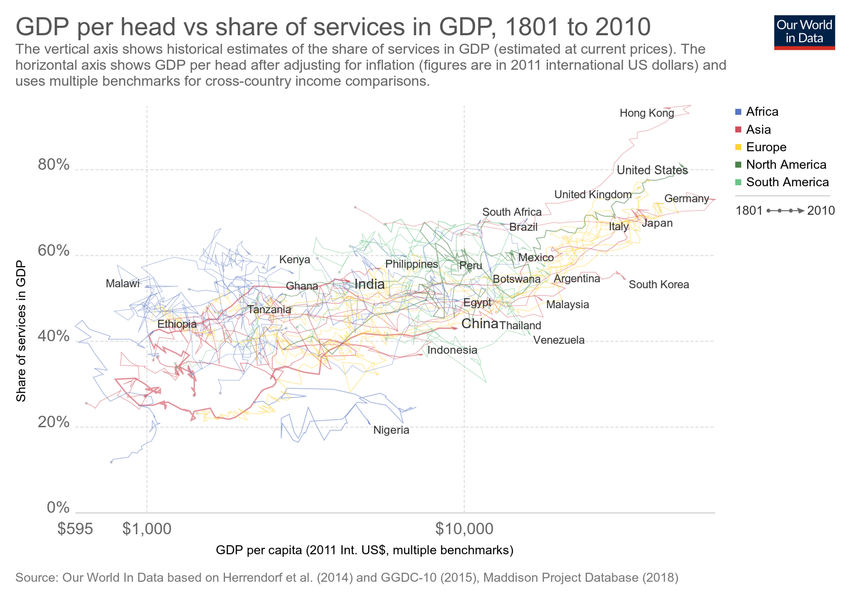 GDP per head vs share of services in GDP, 1801 to 2010
Our World
in Data
The vertical axis shows historical estimates of the share of services in GDP (estimated at current prices). The
horizontal axis shows GDP per head after adjusting for inflation (figures are in 2011 international US dollars) and
uses multiple benchmarks for cross-country income comparisons.
Africa
Asia
Europe
North America
South America
1801
2010
Share of services in GDP
80%
60%
40%
20%
0%
Hong Kong
United States
United Kingdom
Germany
South Africa
Brazil
Italy
Japan
Kenya
Philippines
Peru
Mexico
Malawi
Ghana
India
Botswana
Argentina
South Korea
Tanzania
Egypt
Malaysia
Ethiopia
China
Thailand
Venezuela
Indonesia
Nigeria
$595
$1,000
$10,000
GDP per capita (2011 Int. US$, multiple benchmarks)
Source: Our World In Data based on Herrendorf et al. (2014) and GGDC-10 (2015), Maddison Project Database (2018)